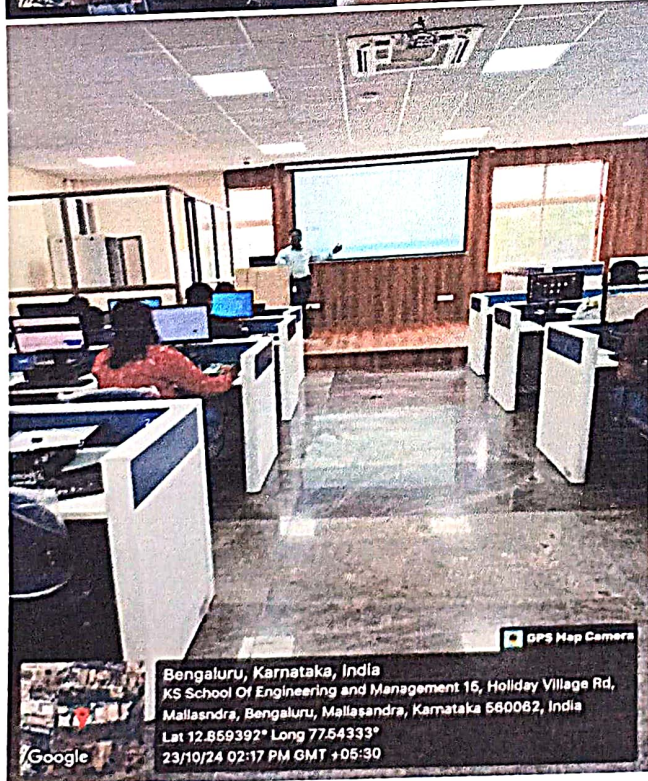 GPS Map Camera
Bengaluru, Karnataka, India
KS School Of Engineering and Management 15, Holiday Village Rd,
Mallasndra, Bengaluru, Mallasandra, Karnataka 560062, India
Lat 12.859392° Long 77.54333°
23/10/24 02:17 PM GMT +05:30
Google